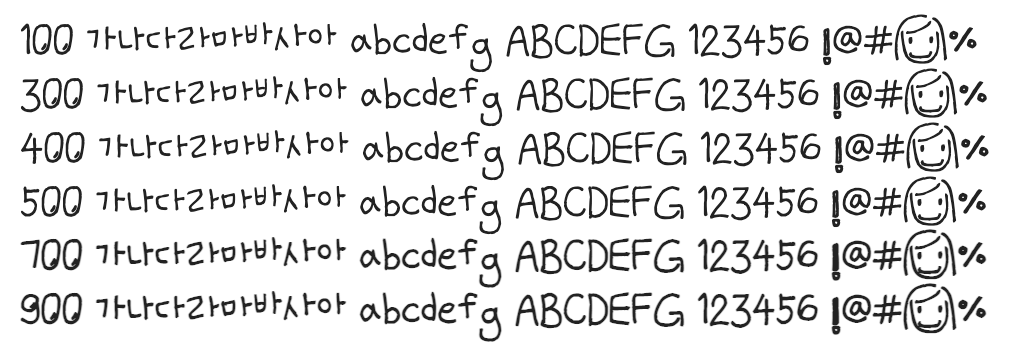 100 가나다라마바사아 abcdefg ABCDEFG 123456 !@#%
300 가나다라마바사아 abcdefg ABCDEFG 123456 !@#%
400 가나다라마바사아 abcdefg ABCDEFG 123456 !@#%
500 가나다라마바사아 abcdefg ABCDEFG 123456 !@#%
700 가나다라마바사아 abcdefg ABCDEFG 123456 !@#%
900 가나다라마바사아 abcdefg ABCDEFG 123456 !@#%